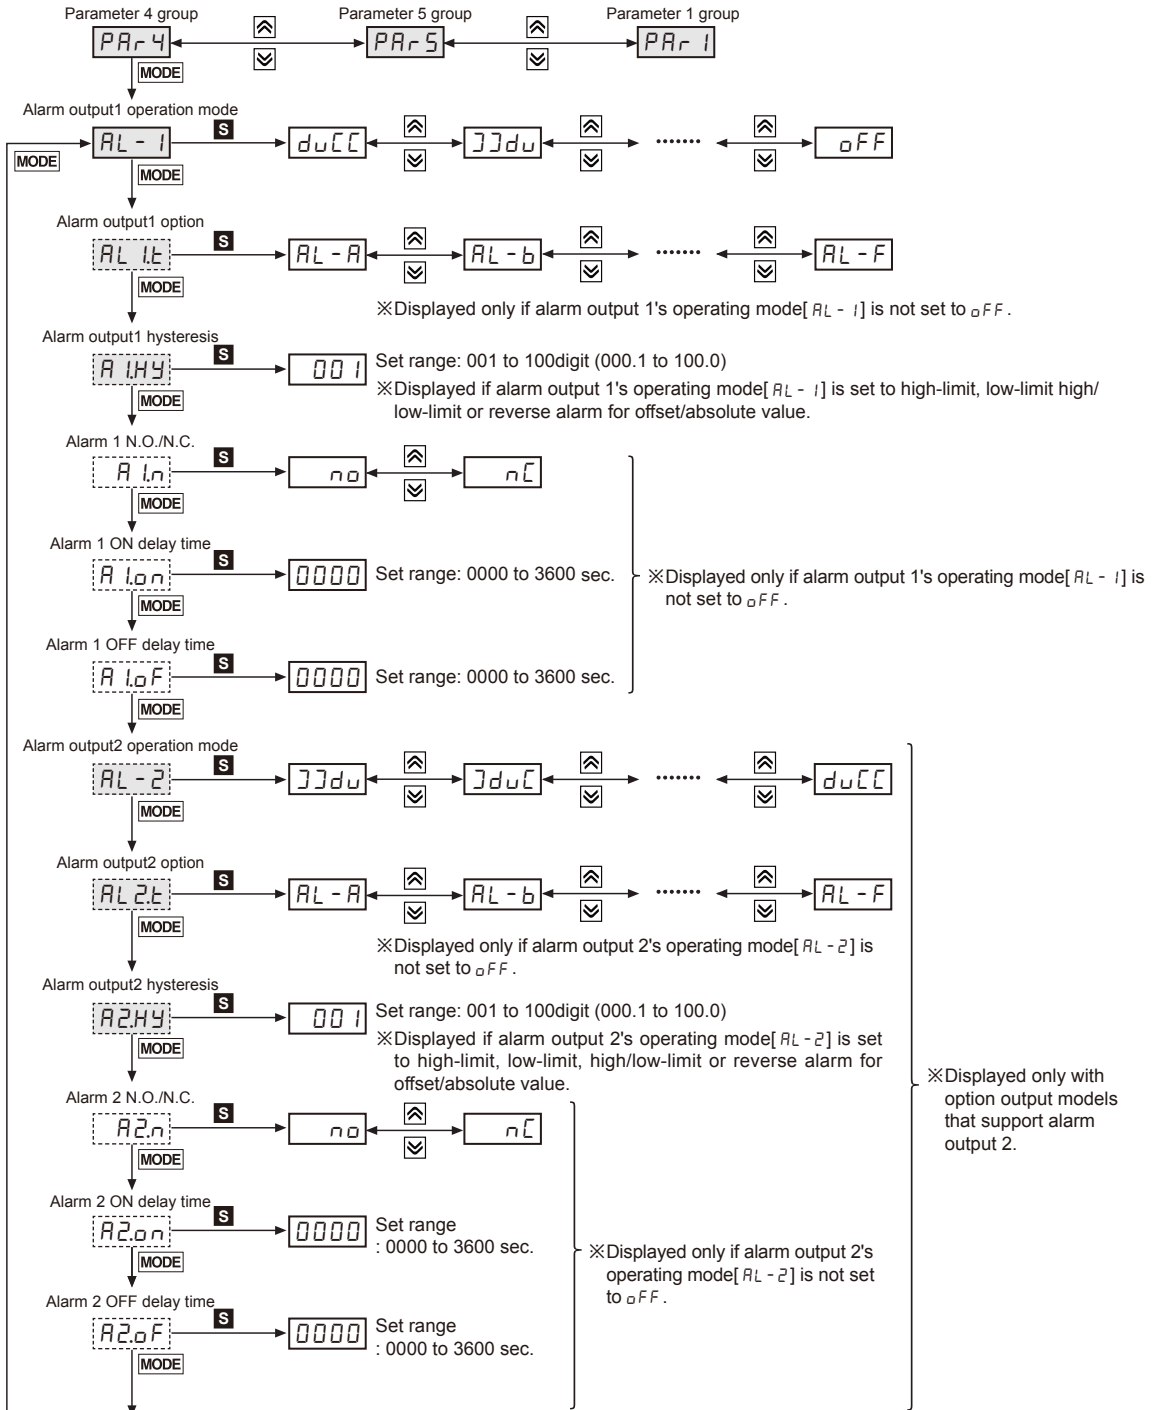 Parameter 4 group
Parameter 5 group
Parameter 1 group
PAr4
PAr5
PAr1
MODE
Alarm output1 operation mode
MODE
AL-1
S
duCC
JJdu
·······
oFF
MODE
Alarm output1 option
AL1.t
S
AL-A
AL-b
·······
AL-F
MODE
※Displayed only if alarm output 1's operating mode[AL-1] is not set to oFF.
Alarm output1 hysteresis
A1.HY
S
001
Set range: 001 to 100digit (000.1 to 100.0)
MODE
※Displayed if alarm output 1's operating mode[AL-1] is set to high-limit, low-limit high/
low-limit or reverse alarm for offset/absolute value.
Alarm 1 N.O./N.C.
A1.n
S
no
nC
MODE
Alarm 1 ON delay time
A1.on
S
0000
Set range: 0000 to 3600 sec.
MODE
※Displayed only if alarm output 1's operating mode[AL-1] is
not set to oFF.
Alarm 1 OFF delay time
A1.oF
S
0000
Set range: 0000 to 3600 sec.
MODE
Alarm output2 operation mode
AL-2
S
JJdu
JduC
·······
duCC
MODE
Alarm output2 option
AL2.t
S
AL-A
AL-b
·······
AL-F
MODE
※Displayed only if alarm output 2's operating mode[AL-2] is
not set to oFF.
Alarm output2 hysteresis
A2.HY
S
001
Set range: 001 to 100digit (000.1 to 100.0)
MODE
※Displayed if alarm output 2's operating mode[AL-2] is set
to high-limit, low-limit, high/low-limit or reverse alarm for
offset/absolute value.
※Displayed only with
option output models
that support alarm
output 2.
Alarm 2 N.O./N.C.
A2.n
S
no
nC
MODE
Alarm 2 ON delay time
A2.on
S
0000
Set range
: 0000 to 3600 sec.
MODE
※Displayed only if alarm output 2's
operating mode[AL-2] is not set
to oFF.
Alarm 2 OFF delay time
A2.oF
S
0000
Set range
: 0000 to 3600 sec.
MODE